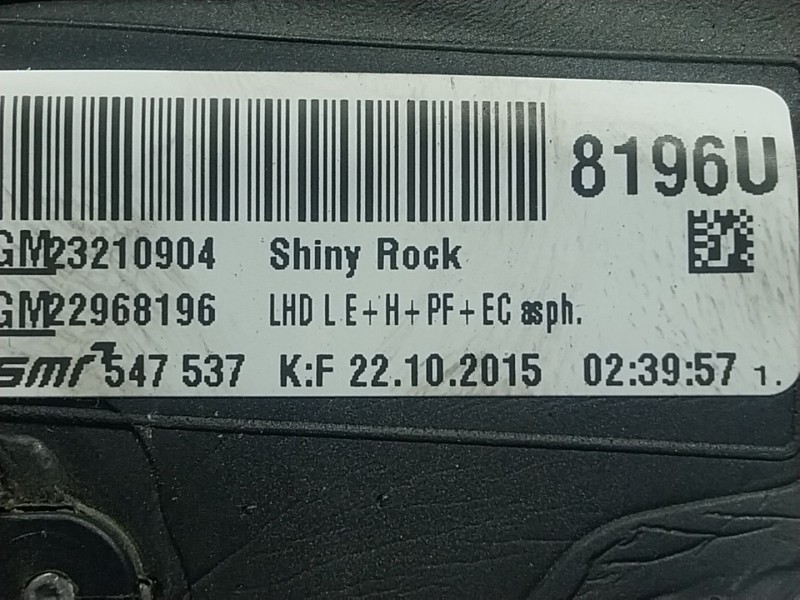 8196U
GM23210904 Shiny Rock
GM22968196 LHD L E+H+PF+EC asph.
smr 547 537 K:F 22.10.2015 02:39:57 1.